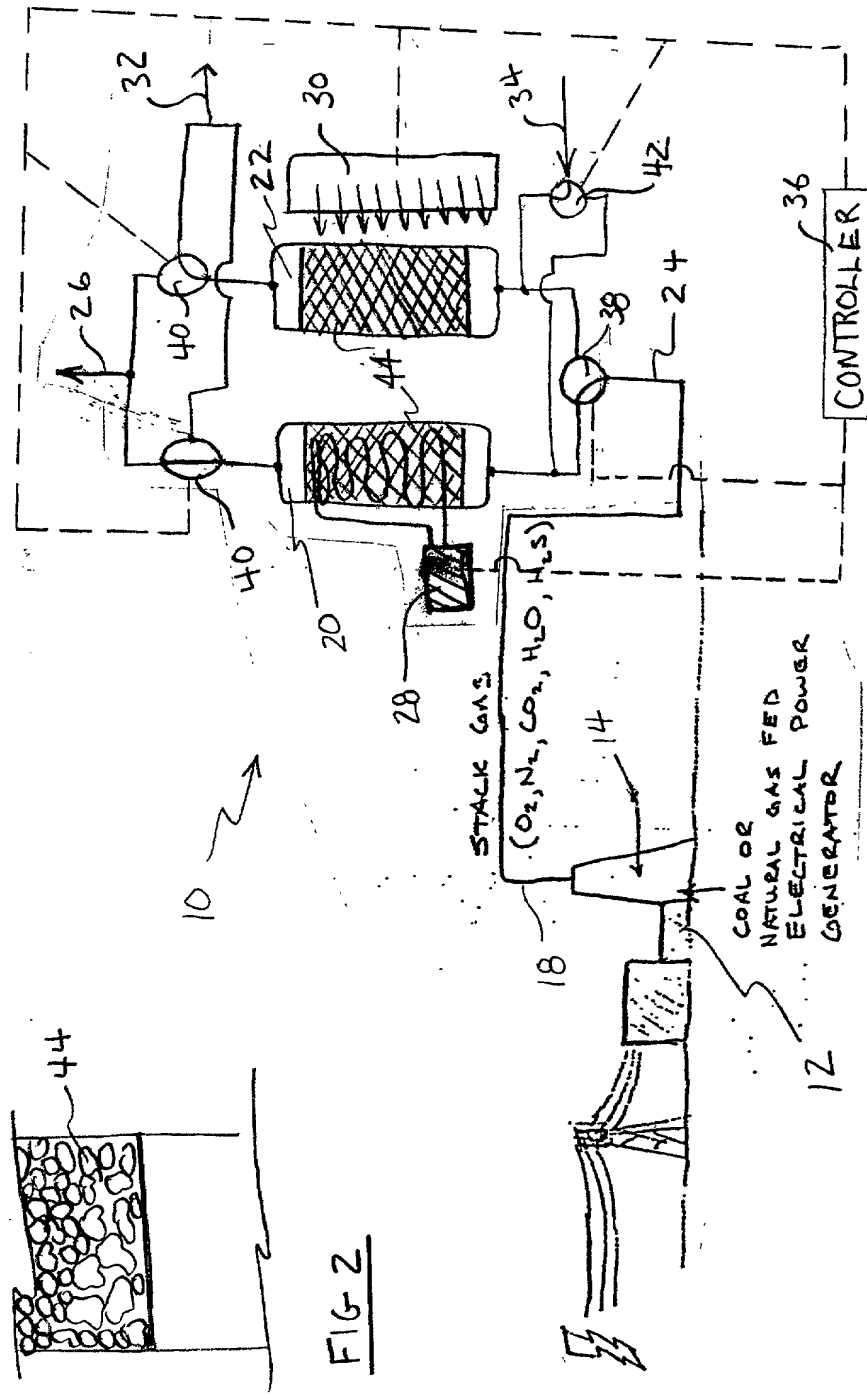 10
20
40
26
40
32
22
30
44
28
34
42
38
24
36
CONTROLLER
STACK GAS
(O₂, N₂, CO₂, H₂O, H₂S)
18
14
COAL OR
NATURAL GAS FED
ELECTRICAL POWER
GENERATOR
12
44
FIG 2